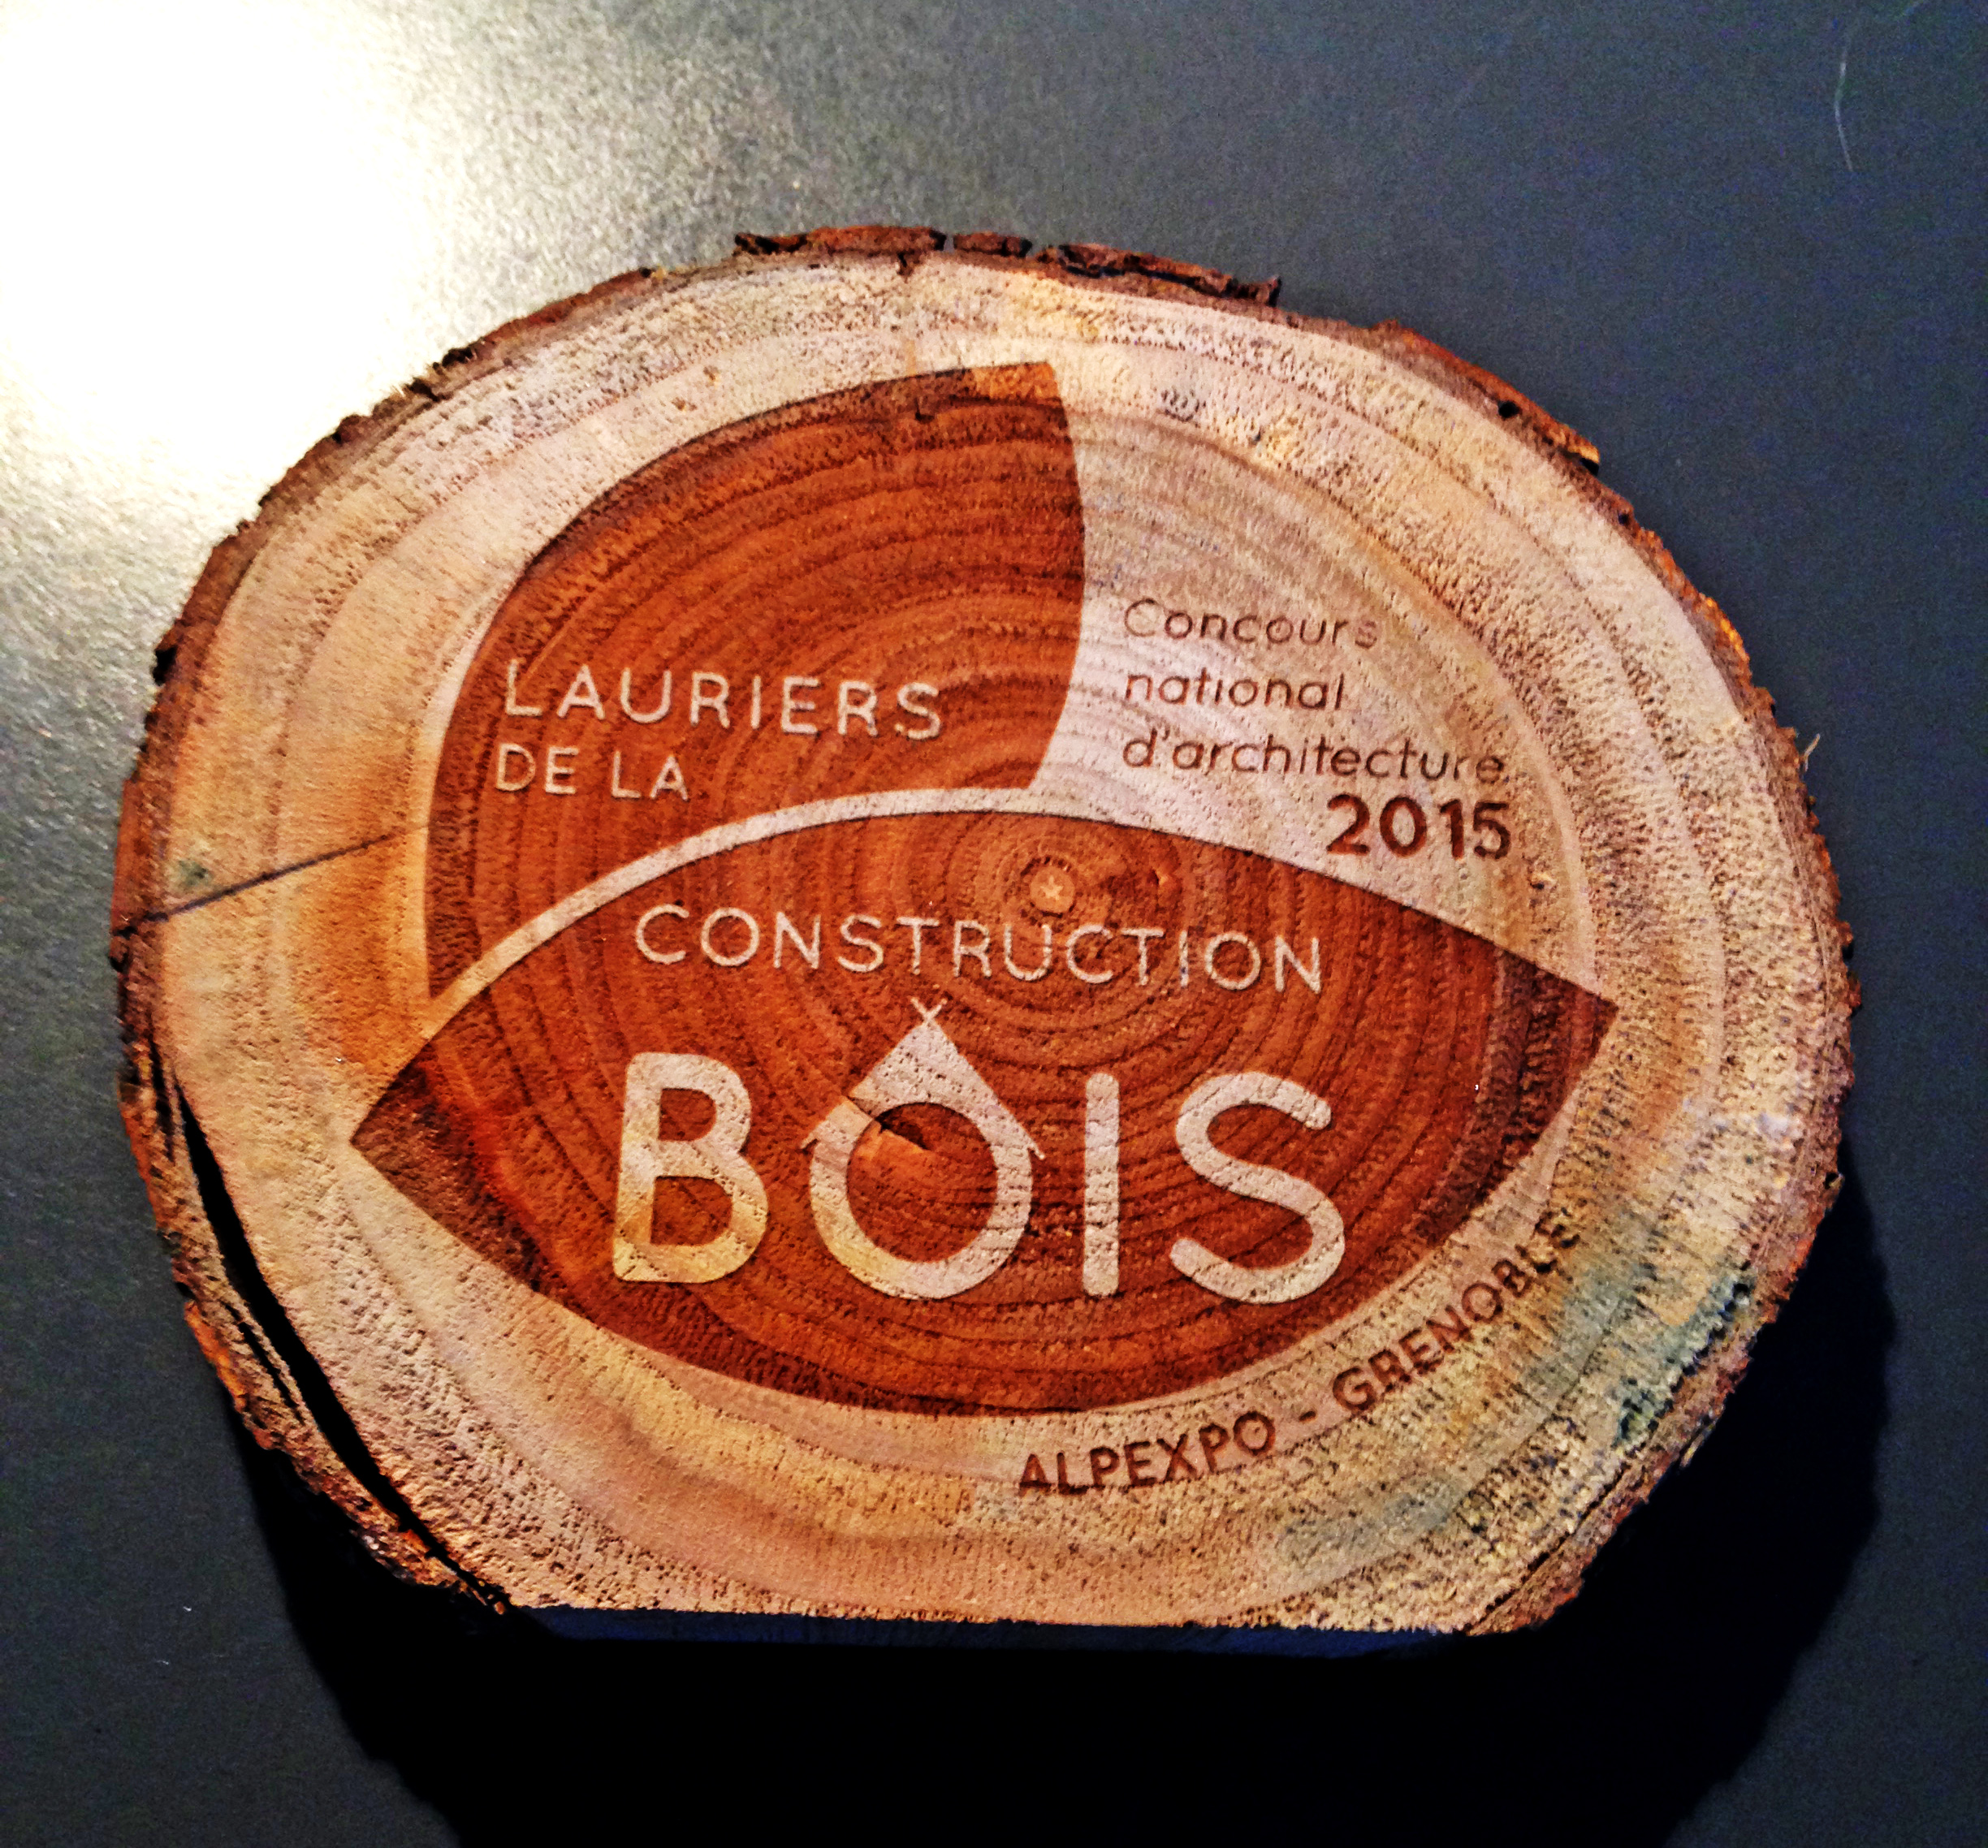 LAURIERS
DE LA
CONSTRUCTION
BOIS
Concours
national
d'architecture
2015
ALPEXPO - GRENOBLE